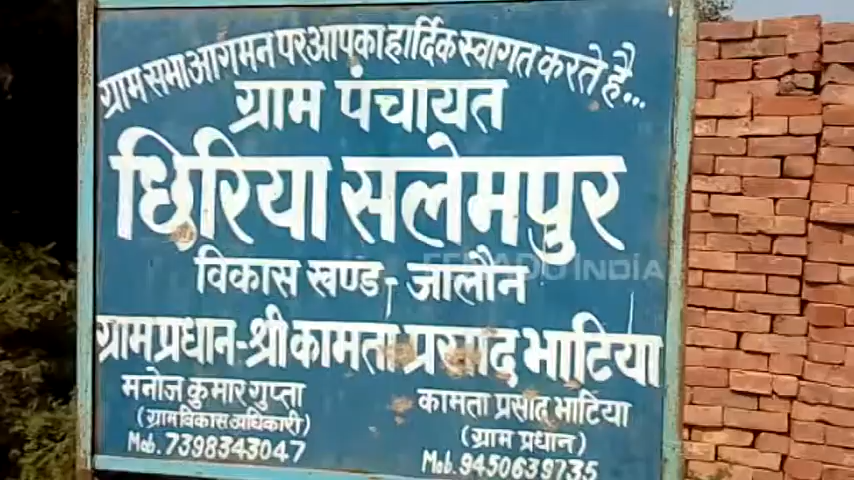 ग्राम सभा आगमन पर आपका हार्दिक स्वागत करते है...
ग्राम पंचायत
छिरिया सलेमपुर
विकास खण्ड-जालौन
ग्राम प्रधान-श्री कामता प्रसाद भाटिया
मनोज कुमार गुप्ता
(ग्राम विकास अधिकारी)
Mob. 7398343047
कामता प्रसाद भाटिया
(ग्राम प्रधान)
Mob. 9450639755